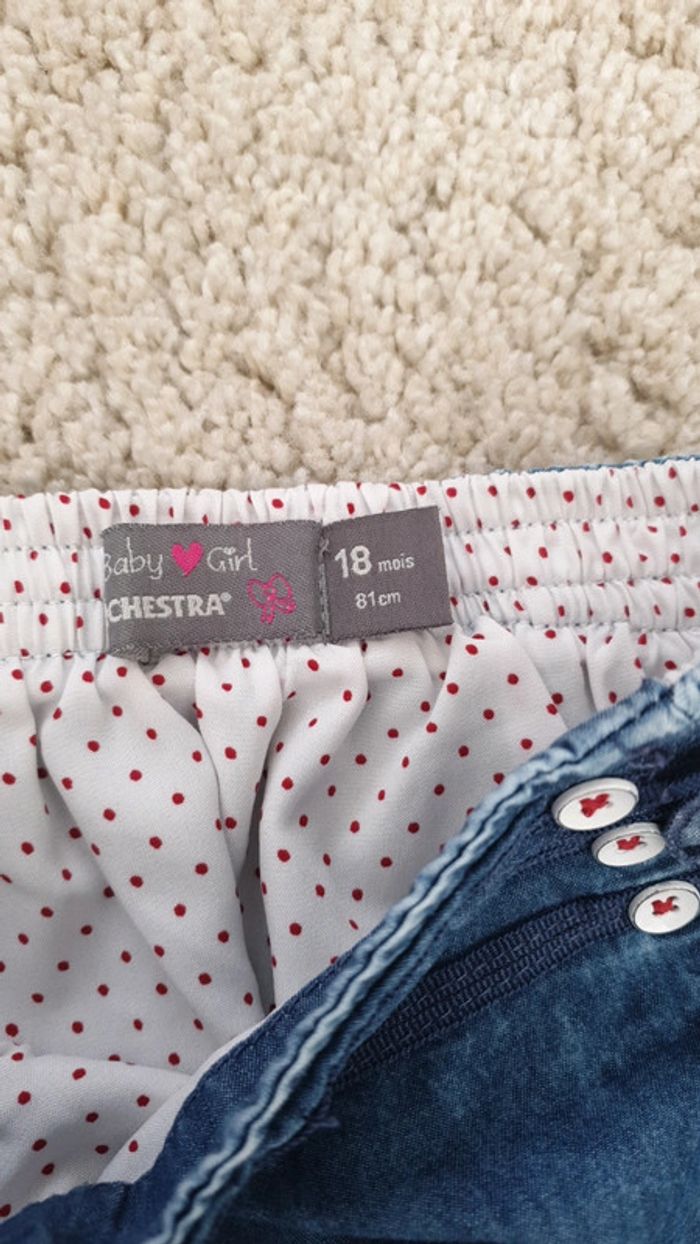 Baby Girl
CHESTRA®
18 mois
81cm